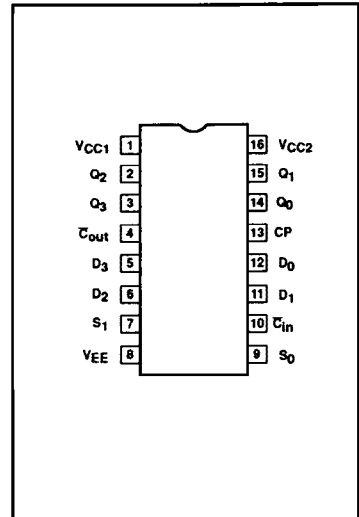 VCC1 1 16 VCC2
Q2 2 15 Q1
Q3 3 14 Q0
C̅out 4 13 CP
D3 5 12 D0
D2 6 11 D1
S1 7 10 C̅in
VEE 8 9 S0